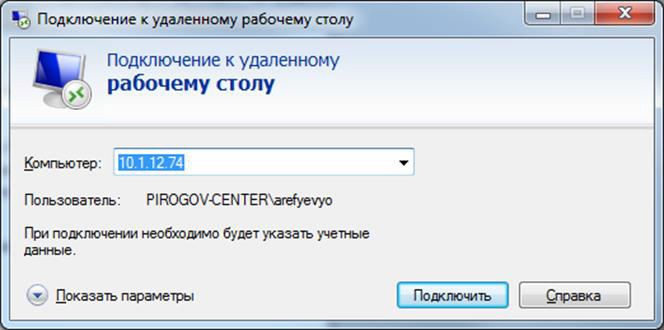 Подключение к удаленному рабочему столу
Подключение к удаленному
рабочему столу
Компьютер: 10.1.12.74
Пользователь: PIROGOV-CENTER\arefyevyo
При подключении необходимо будет указать учетные
данные.
Показать параметры Подключить Справка